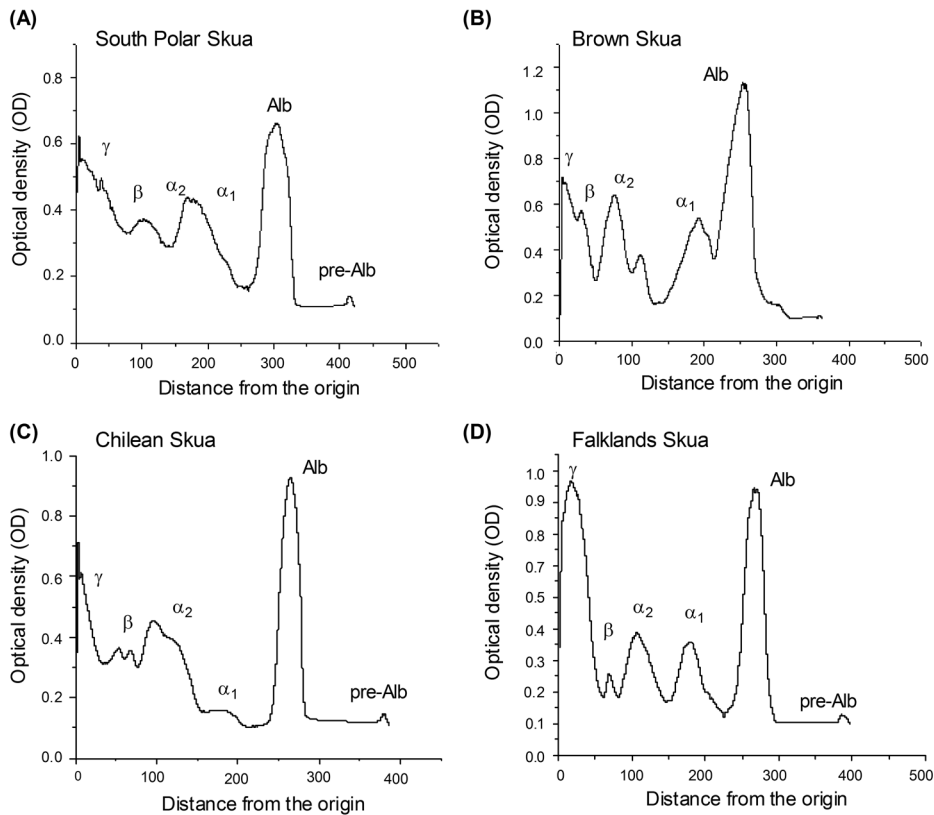 (A)
South Polar Skua
Optical density (OD)
0.8
0.6
0.4
0.2
0.0
γ
β
α2
α1
Alb
pre-Alb
0 100 200 300 400 500
Distance from the origin
(B)
Brown Skua
Optical density (OD)
1.2
1.0
0.8
0.6
0.4
0.2
0.0
γ
β
α2
α1
Alb
0 100 200 300 400 500
Distance from the origin
(C)
Chilean Skua
Optical density (OD)
1.0
0.8
0.6
0.4
0.2
0.0
γ
β
α2
α1
Alb
pre-Alb
0 100 200 300 400
Distance from the origin
(D)
Falklands Skua
Optical density (OD)
1.0
0.9
0.8
0.7
0.6
0.5
0.4
0.3
0.2
0.1
0.0
γ
β
α2
α1
Alb
pre-Alb
0 100 200 300 400 500
Distance from the origin